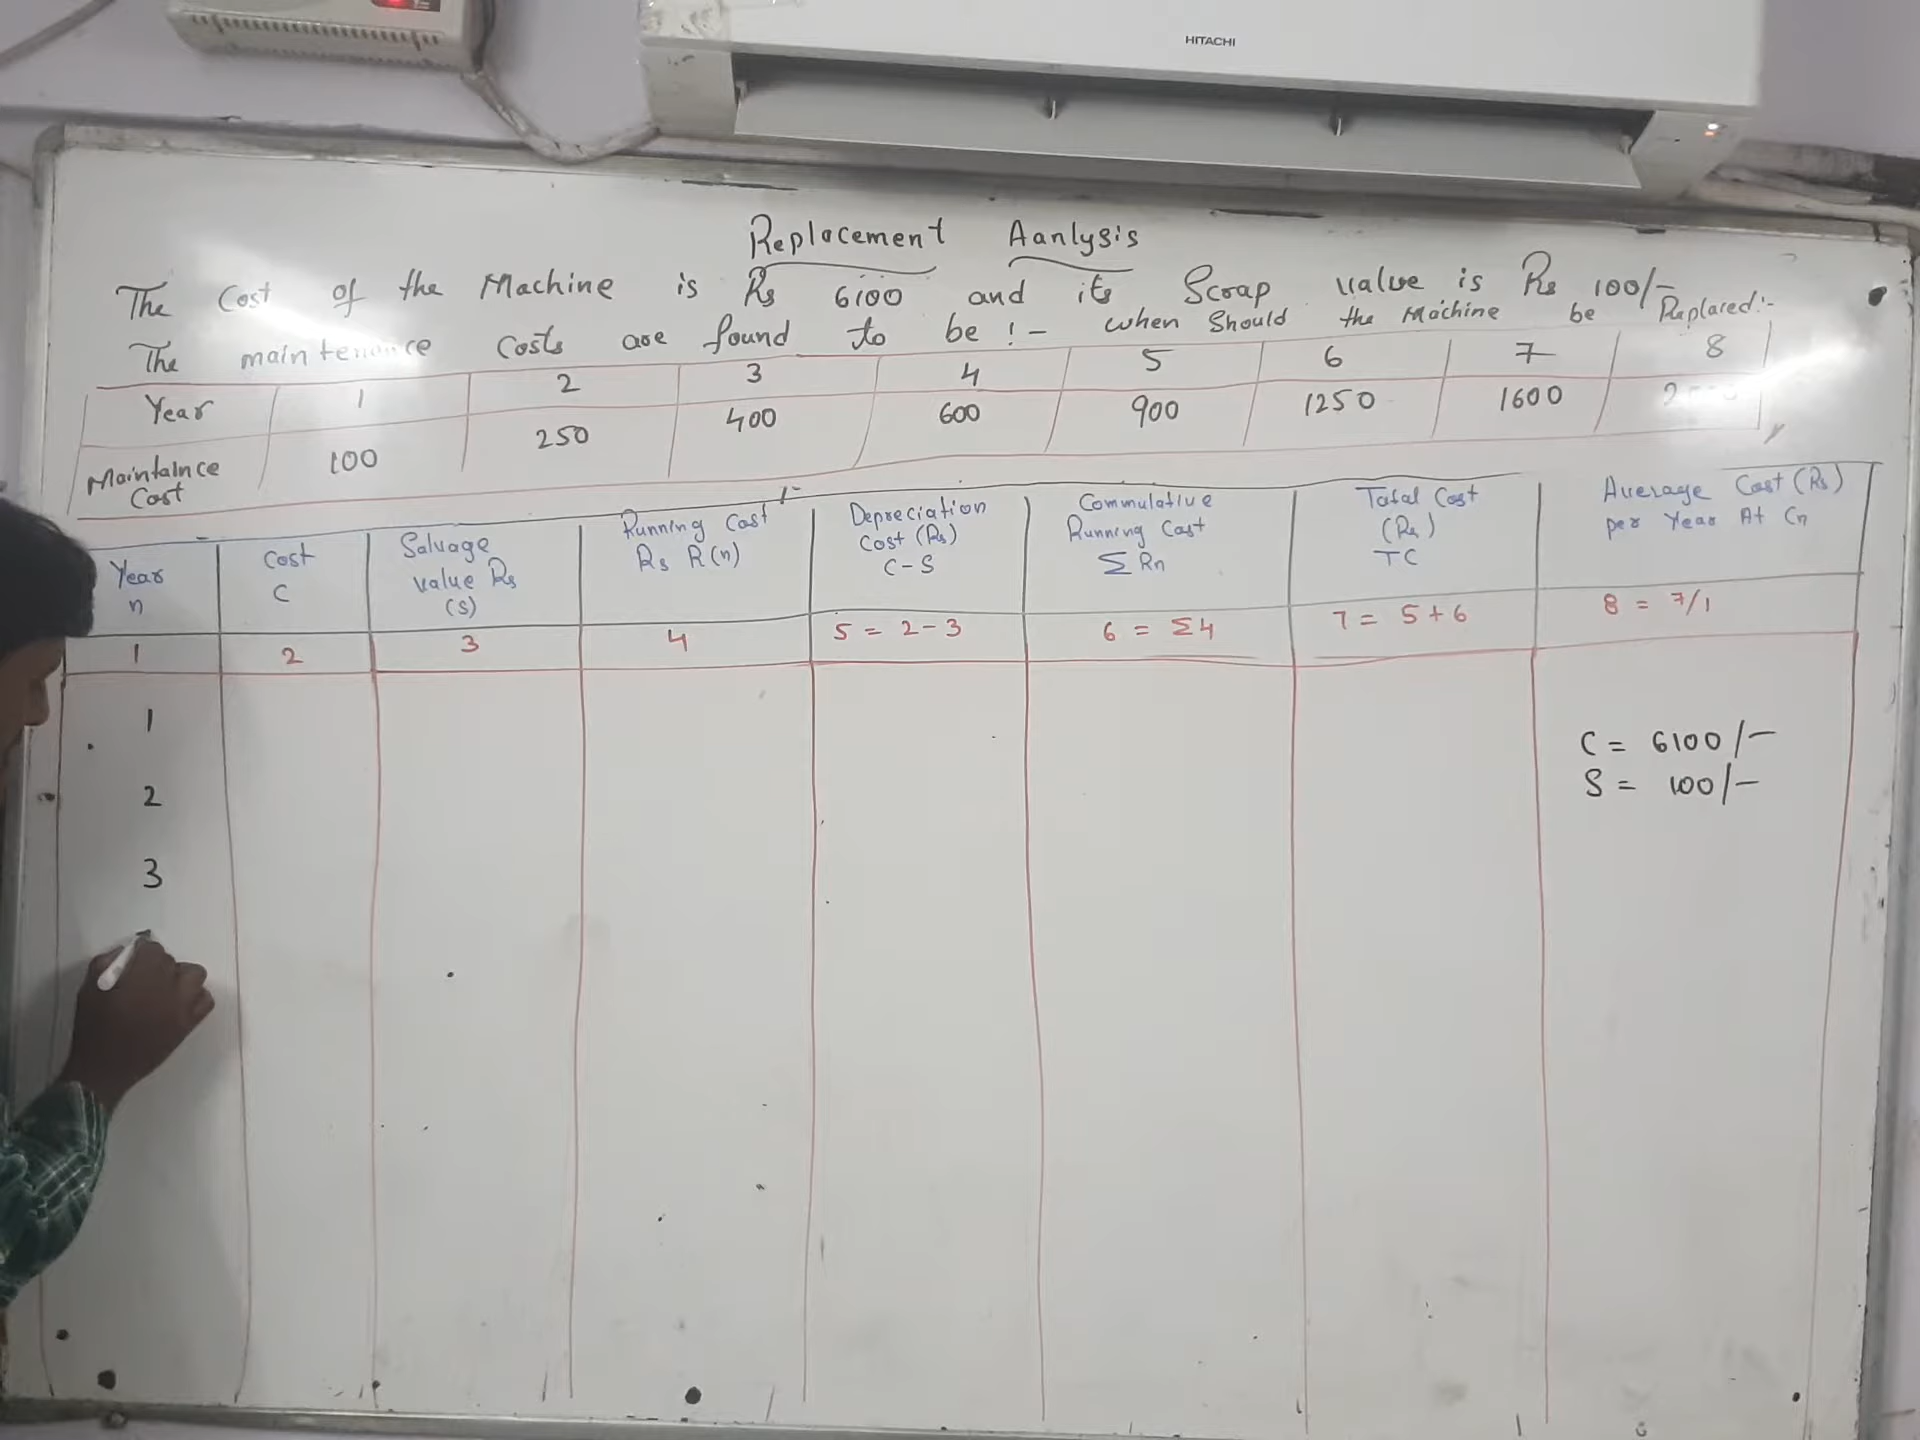 HITACHI
Replacement Aanlysis
The Cost of the Machine is Rs 6100 and its Scrap value is Rs 100/-
The maintenance Costs are found to be :- when Should the Machine be Replaced:-
Year 1 2 3 4 5 6 7 8
Maintaince Cost 100 250 400 600 900 1250 1600
Year n
Cost C
Salvage value Rs (S)
Running Cost Rs R(n)
Depreciation Cost (Rs) C-S
Commulative Running Cost Σ Rn
Total Cost (Rs) TC
Average Cost (Rs) per Year At Cn
1 2 3 4 5 = 2-3 6 = Σ4 7 = 5+6 8 = 7/1
1
2
3
C = 6100/-
S = 100/-